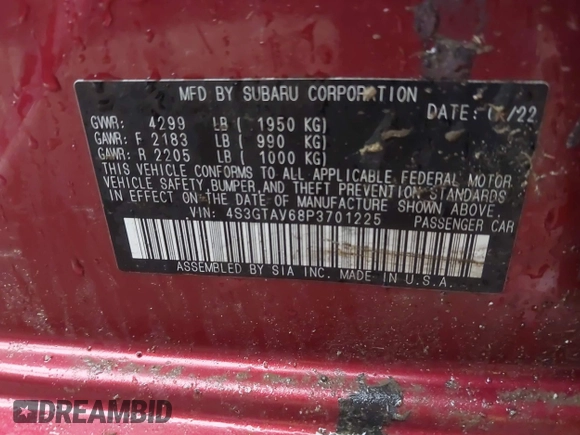 MFD BY SUBARU CORPORATION
DATE: /22
GVWR: 4299 LB ( 1950 KG)
GAWR: F 2183 LB ( 990 KG)
GAWR: R 2205 LB ( 1000 KG)
THIS VEHICLE CONFORMS TO ALL APPLICABLE FEDERAL MOTOR
VEHICLE SAFETY, BUMPER, AND THEFT PREVENTION STANDARDS
IN EFFECT ON THE DATE OF MANUFACTURE SHOWN ABOVE.
VIN: 4S3GTAV68P3701225 PASSENGER CAR
ASSEMBLED BY SIA INC. MADE IN U.S.A.
DREAMBID